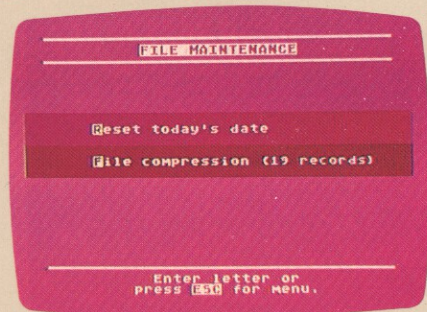 FILE MAINTENANCE
Reset today's date
File compression (19 records)
Enter letter or
press ESC for menu.